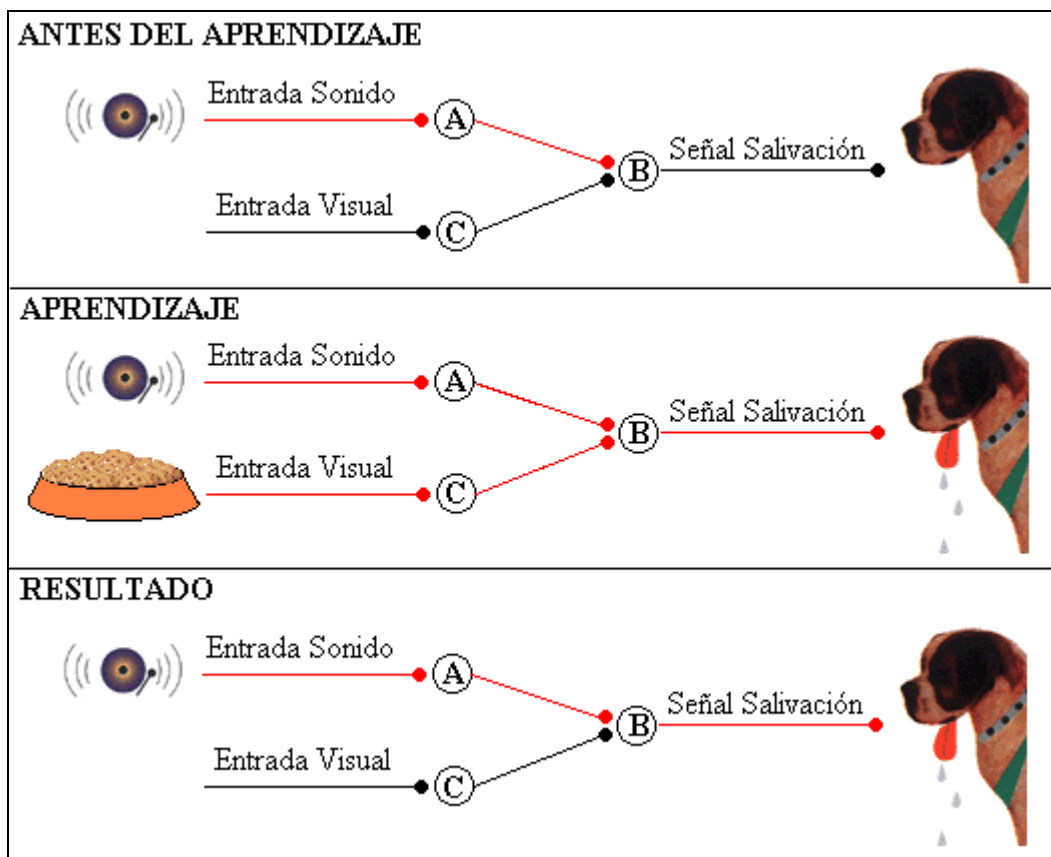 ANTES DEL APRENDIZAJE
Entrada Sonido
A
Señal Salivación
B
Entrada Visual
C
APRENDIZAJE
Entrada Sonido
A
Señal Salivación
B
Entrada Visual
C
RESULTADO
Entrada Sonido
A
Señal Salivación
B
Entrada Visual
C